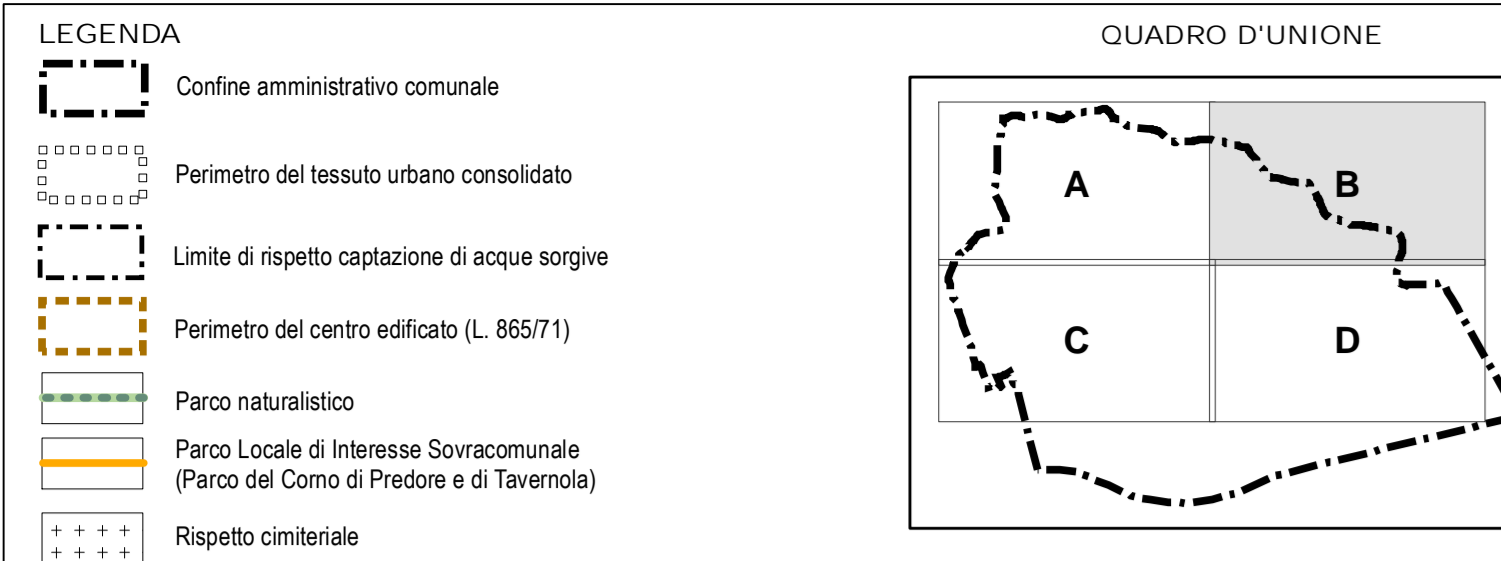 LEGENDA
Confine amministrativo comunale
Perimetro del tessuto urbano consolidato
Limite di rispetto captazione di acque sorgive
Perimetro del centro edificato (L. 865/71)
Parco naturalistico
Parco Locale di Interesse Sovracomunale
(Parco del Corno di Predore e di Tavernola)
Rispetto cimiteriale
QUADRO D'UNIONE
A
B
C
D